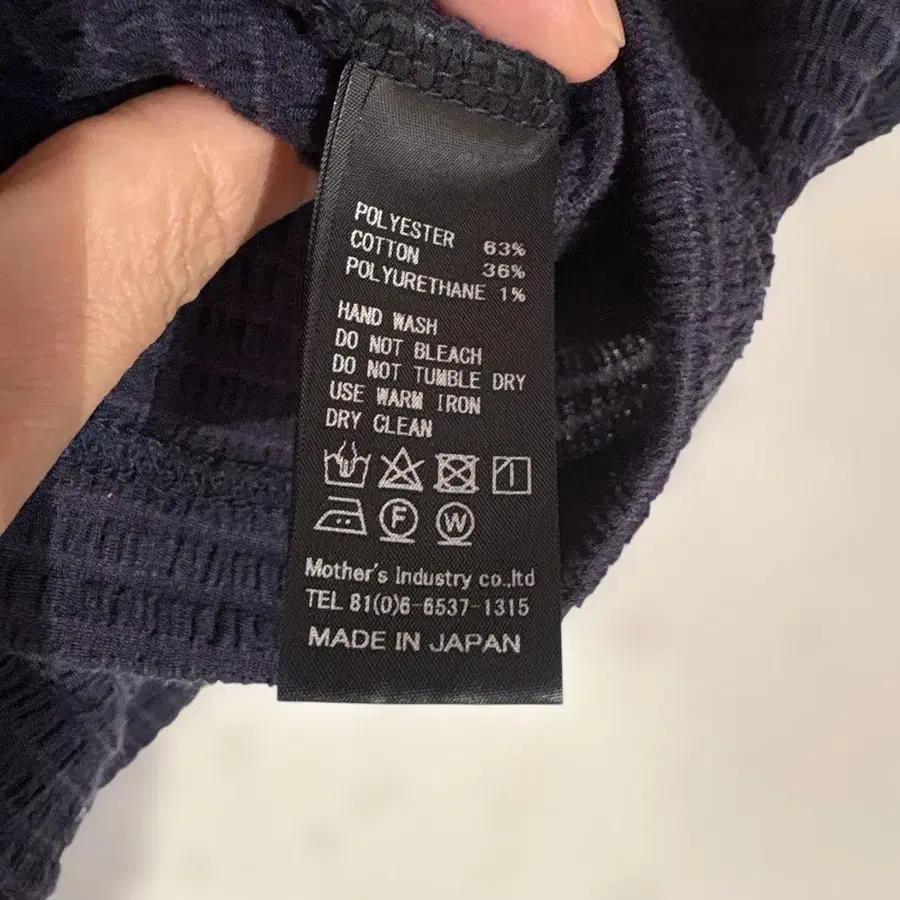 POLYESTER 63%
COTTON 36%
POLYURETHANE 1%
HAND WASH
DO NOT BLEACH
DO NOT TUMBLE DRY
USE WARM IRON
DRY CLEAN
F W
Mother's Industry co.,ltd
TEL 81(0)6-6537-1315
MADE IN JAPAN